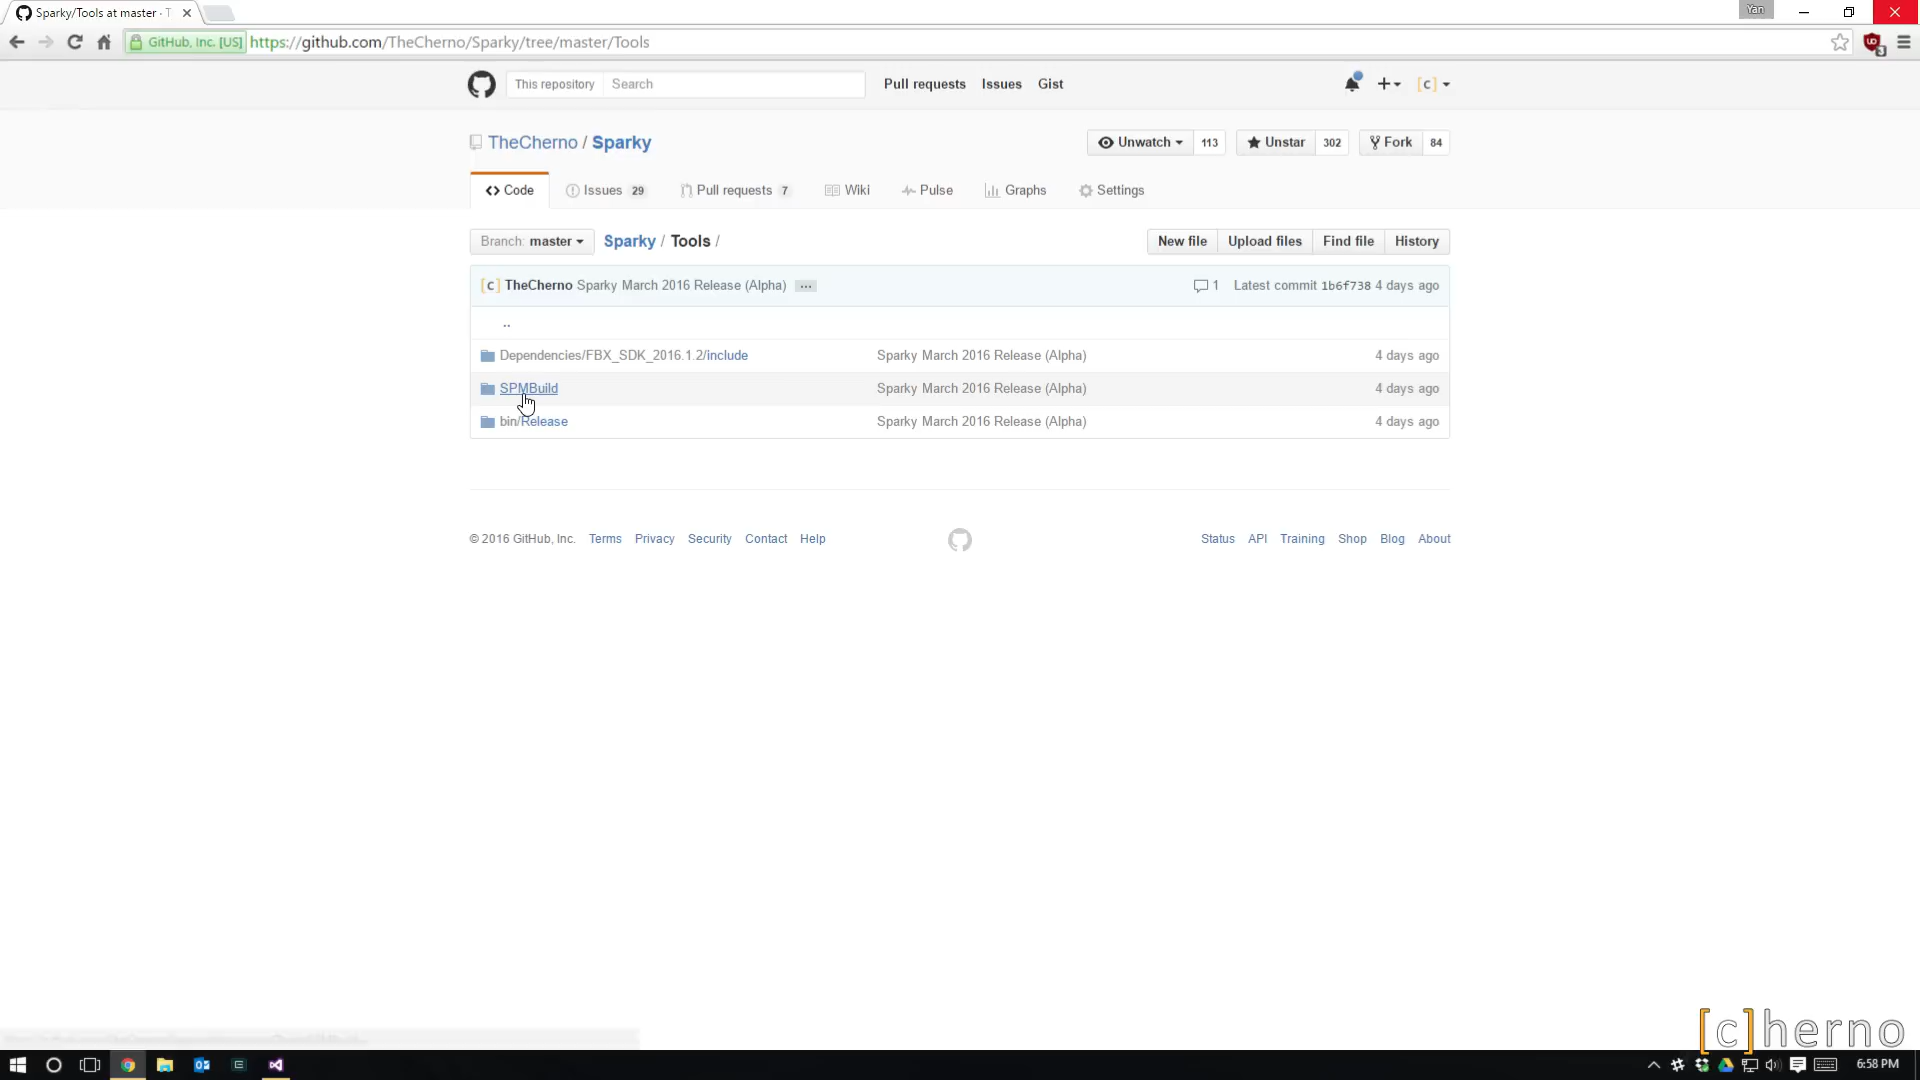 Sparky/Tools at master · T
Yan
GitHub, Inc. [US] https://github.com/TheCherno/Sparky/tree/master/Tools
3
This repository Search Pull requests Issues Gist [c]
TheCherno / Sparky Unwatch 113 Unstar 302 Fork 84
Code Issues 29 Pull requests 7 Wiki Pulse Graphs Settings
Branch: master Sparky / Tools / New file Upload files Find file History
[c] TheCherno Sparky March 2016 Release (Alpha) ... 1 Latest commit 1b6f738 4 days ago
..
Dependencies/FBX_SDK_2016.1.2/include Sparky March 2016 Release (Alpha) 4 days ago
SPMBuild Sparky March 2016 Release (Alpha) 4 days ago
bin/Release Sparky March 2016 Release (Alpha) 4 days ago
© 2016 GitHub, Inc. Terms Privacy Security Contact Help Status API Training Shop Blog About
[c]herno
6:58 PM